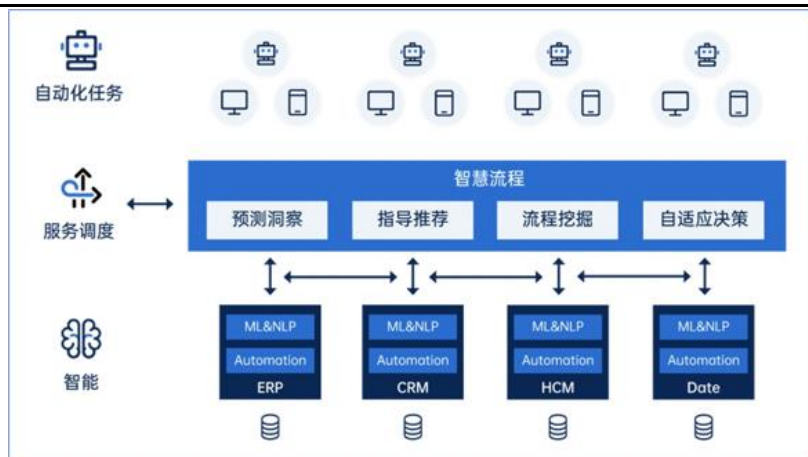 自动化任务
智慧流程
服务调度
预测洞察 指导推荐 流程挖掘 自适应决策
ML&NLP ML&NLP ML&NLP ML&NLP
Automation Automation Automation Automation
智能
ERP CRM HCM Date